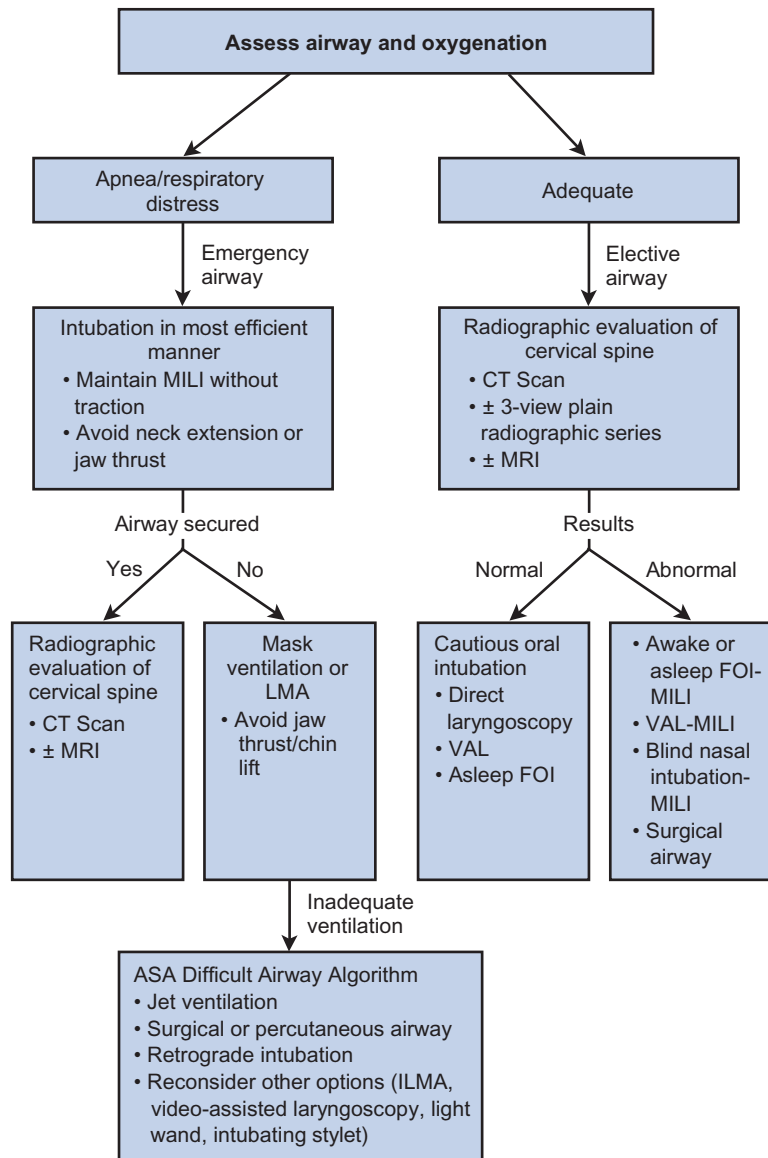 Assess airway and oxygenation
Apnea/respiratory
distress
Adequate
Emergency
airway
Elective
airway
Intubation in most efficient
manner
• Maintain MILI without
traction
• Avoid neck extension or
jaw thrust
Radiographic evaluation of
cervical spine
• CT Scan
• ± 3-view plain
radiographic series
• ± MRI
Airway secured
Results
Yes
No
Normal
Abnormal
Radiographic
evaluation of
cervical spine
• CT Scan
• ± MRI
Mask
ventilation or
LMA
• Avoid jaw
thrust/chin
lift
Cautious oral
intubation
• Direct
laryngoscopy
• VAL
• Asleep FOI
• Awake or
asleep FOI-
MILI
• VAL-MILI
• Blind nasal
intubation-
MILI
• Surgical
airway
Inadequate
ventilation
ASA Difficult Airway Algorithm
• Jet ventilation
• Surgical or percutaneous airway
• Retrograde intubation
• Reconsider other options (ILMA,
video-assisted laryngoscopy, light
wand, intubating stylet)